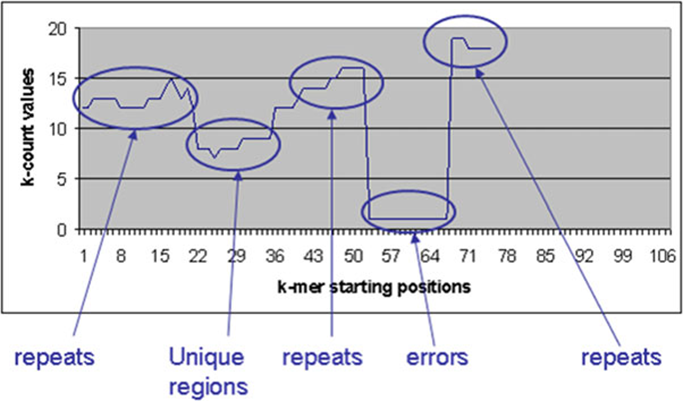 20
15
10
5
0
k-count values
1 8 15 22 29 36 43 50 57 64 71 78 85 92 99 106
k-mer starting positions
repeats Unique repeats errors repeats
regions